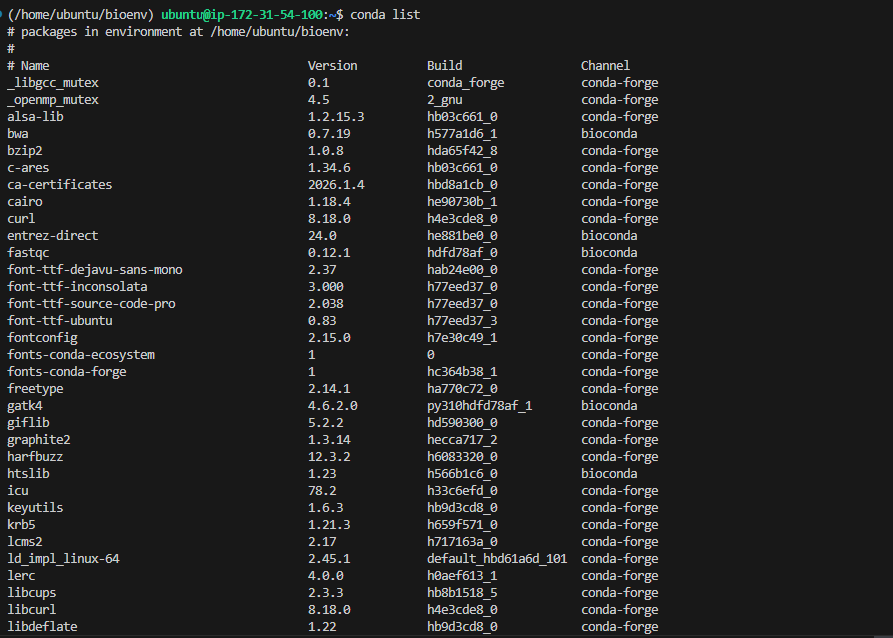 (/home/ubuntu/bioenv) ubuntu@ip-172-31-54-100:~$ conda list
# packages in environment at /home/ubuntu/bioenv:
#
# Name Version Build Channel
_libgcc_mutex 0.1 conda_forge conda-forge
_openmp_mutex 4.5 2_gnu conda-forge
alsa-lib 1.2.15.3 hb03c661_0 conda-forge
bwa 0.7.19 h577a1d6_1 bioconda
bzip2 1.0.8 hda65f42_8 conda-forge
c-ares 1.34.6 hb03c661_0 conda-forge
ca-certificates 2026.1.4 hbd8a1cb_0 conda-forge
cairo 1.18.4 he90730b_1 conda-forge
curl 8.18.0 h4e3cde8_0 conda-forge
entrez-direct 24.0 he881be0_0 bioconda
fastqc 0.12.1 hdfd78af_0 bioconda
font-ttf-dejavu-sans-mono 2.37 hab24e00_0 conda-forge
font-ttf-inconsolata 3.000 h77eed37_0 conda-forge
font-ttf-source-code-pro 2.038 h77eed37_0 conda-forge
font-ttf-ubuntu 0.83 h77eed37_3 conda-forge
fontconfig 2.15.0 h7e30c49_1 conda-forge
fonts-conda-ecosystem 1 0 conda-forge
fonts-conda-forge 1 hc364b38_1 conda-forge
freetype 2.14.1 ha770c72_0 conda-forge
gatk4 4.6.2.0 py310hdfd78af_1 bioconda
giflib 5.2.2 hd590300_0 conda-forge
graphite2 1.3.14 hecca717_2 conda-forge
harfbuzz 12.3.2 h6083320_0 conda-forge
htslib 1.23 h566b1c6_0 bioconda
icu 78.2 h33c6efd_0 conda-forge
keyutils 1.6.3 hb9d3cd8_0 conda-forge
krb5 1.21.3 h659f571_0 conda-forge
lcms2 2.17 h717163a_0 conda-forge
ld_impl_linux-64 2.45.1 default_hbd61a6d_101 conda-forge
lerc 4.0.0 h0aef613_1 conda-forge
libcups 2.3.3 hb8b1518_5 conda-forge
libcurl 8.18.0 h4e3cde8_0 conda-forge
libdeflate 1.22 hb9d3cd8_0 conda-forge